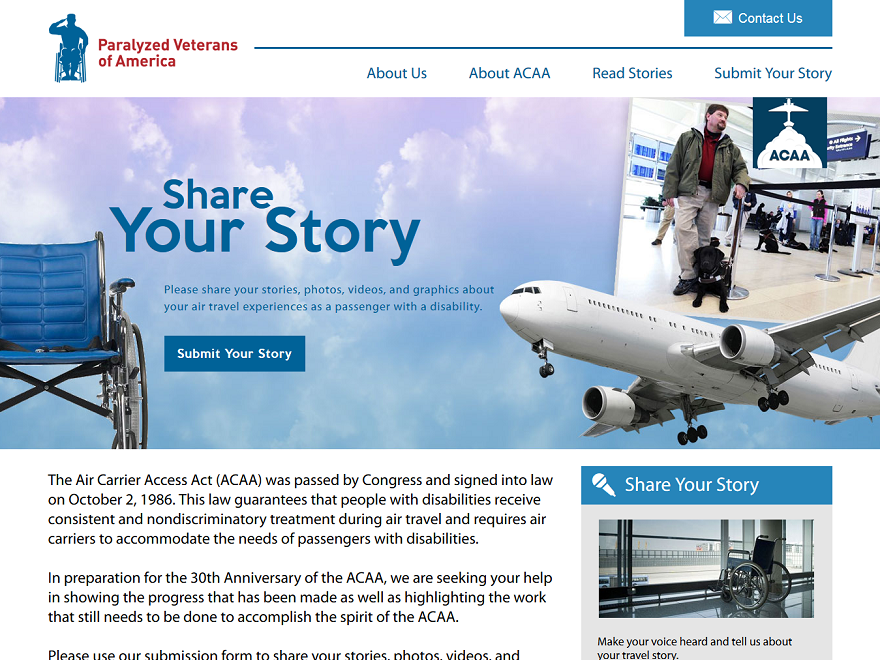 Contact Us
Paralyzed Veterans
of America
About Us
About ACAA
Read Stories
Submit Your Story
ACAA
All Flights
Share
Your Story
Please share your stories, photos, videos, and graphics about
your air travel experiences as a passenger with a disability.
Submit Your Story
The Air Carrier Access Act (ACAA) was passed by Congress and signed into law
on October 2, 1986. This law guarantees that people with disabilities receive
consistent and nondiscriminatory treatment during air travel and requires air
carriers to accommodate the needs of passengers with disabilities.
In preparation for the 30th Anniversary of the ACAA, we are seeking your help
in showing the progress that has been made as well as highlighting the work
that still needs to be done to accomplish the spirit of the ACAA.
Please use our submission form to share your stories, photos, videos, and
Share Your Story
Make your voice heard and tell us about
your travel story.